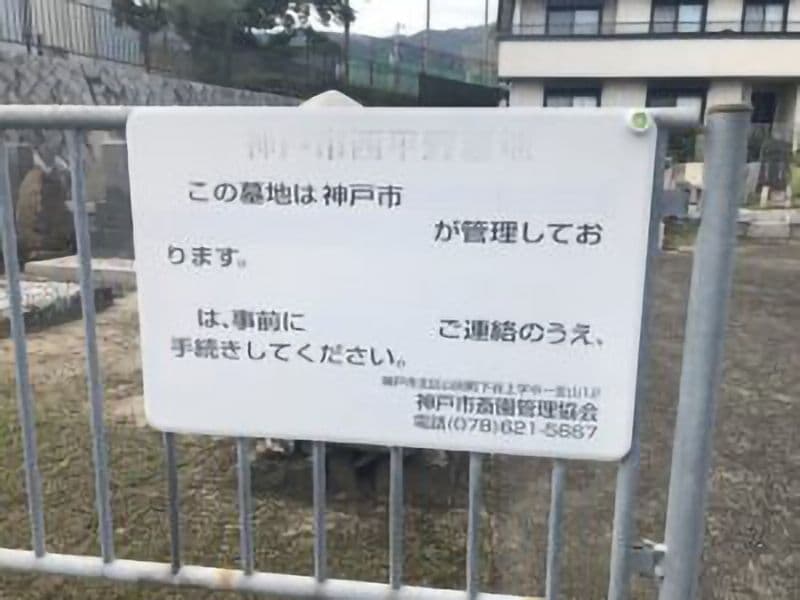 この墓地は神戸市
が管理してお
ります。
は、事前に ご連絡のうえ、
手続きしてください。
神戸市斎園管理協会
電話(078)621-5667